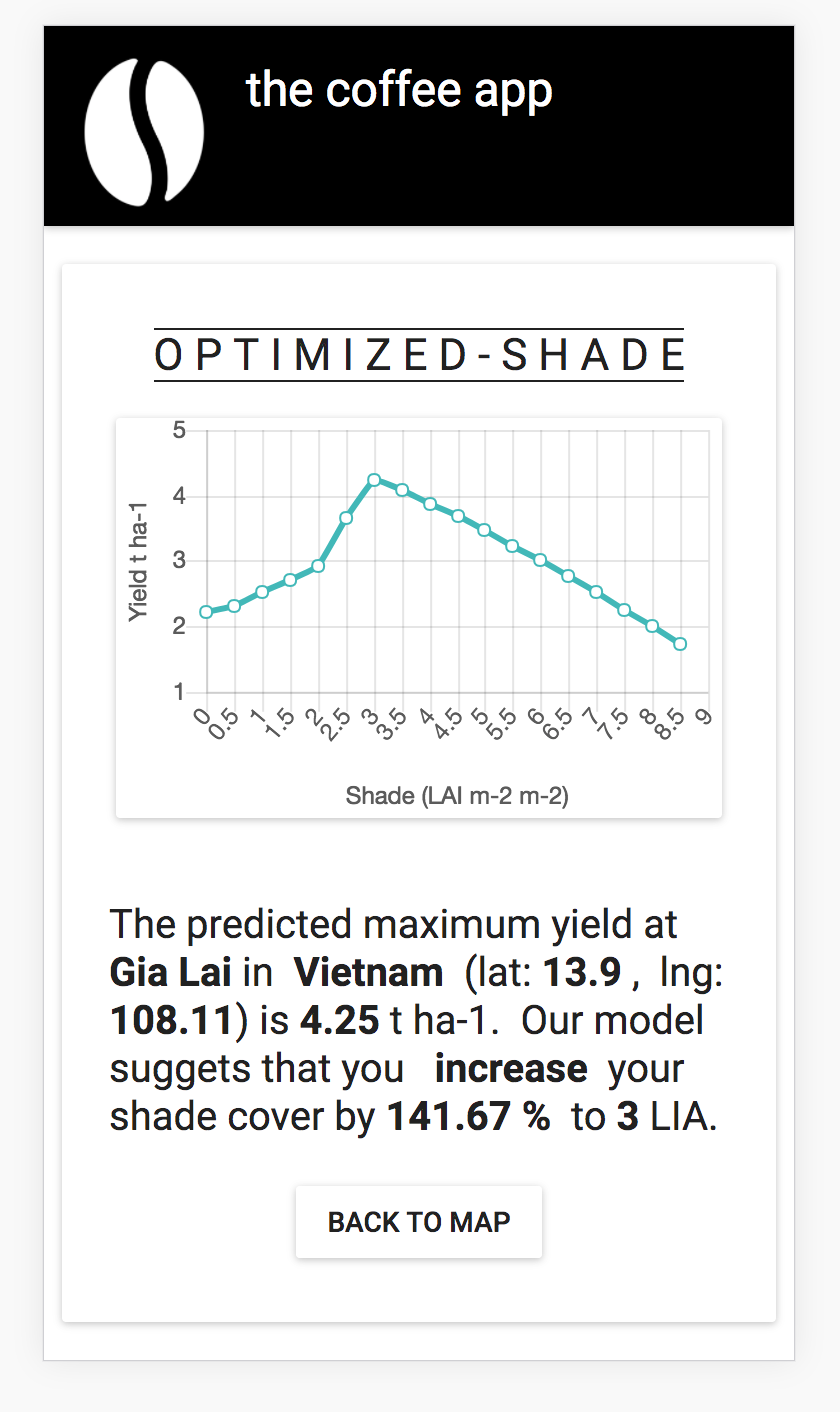 the coffee app
OPTIMIZED-SHADE
5
4
3
2
1
Yield t ha-1
0
0.5
1
1.5
2
2.5
3
3.5
4
4.5
5
5.5
6
6.5
7
7.5
8
8.5
9
Shade (LAI m-2 m-2)
The predicted maximum yield at
Gia Lai in Vietnam (lat: 13.9 , lng:
108.11) is 4.25 t ha-1. Our model
suggets that you increase your
shade cover by 141.67 % to 3 LIA.
BACK TO MAP